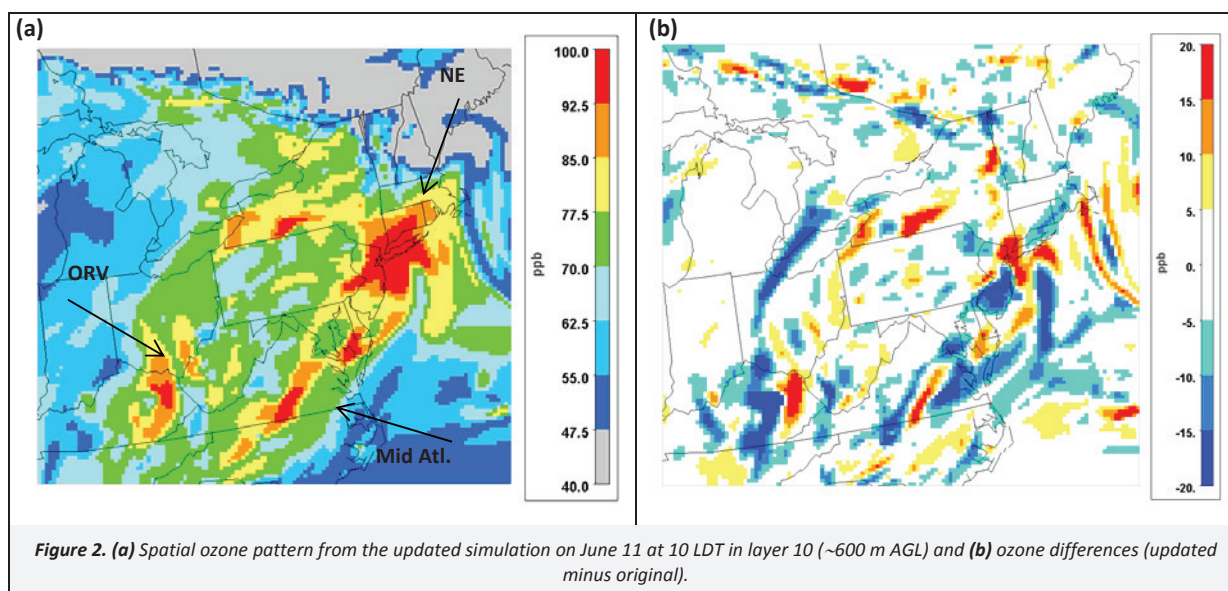 (a)
NE
ORV
Mid Atl.
100.0
92.5
85.0
77.5
70.0
62.5
55.0
47.5
40.0
ppb
(b)
20.
15.
10.
5.
0.
-5.
-10.
-15.
-20.
ppb
Figure 2. (a) Spatial ozone pattern from the updated simulation on June 11 at 10 LDT in layer 10 (~600 m AGL) and (b) ozone differences (updated
minus original).